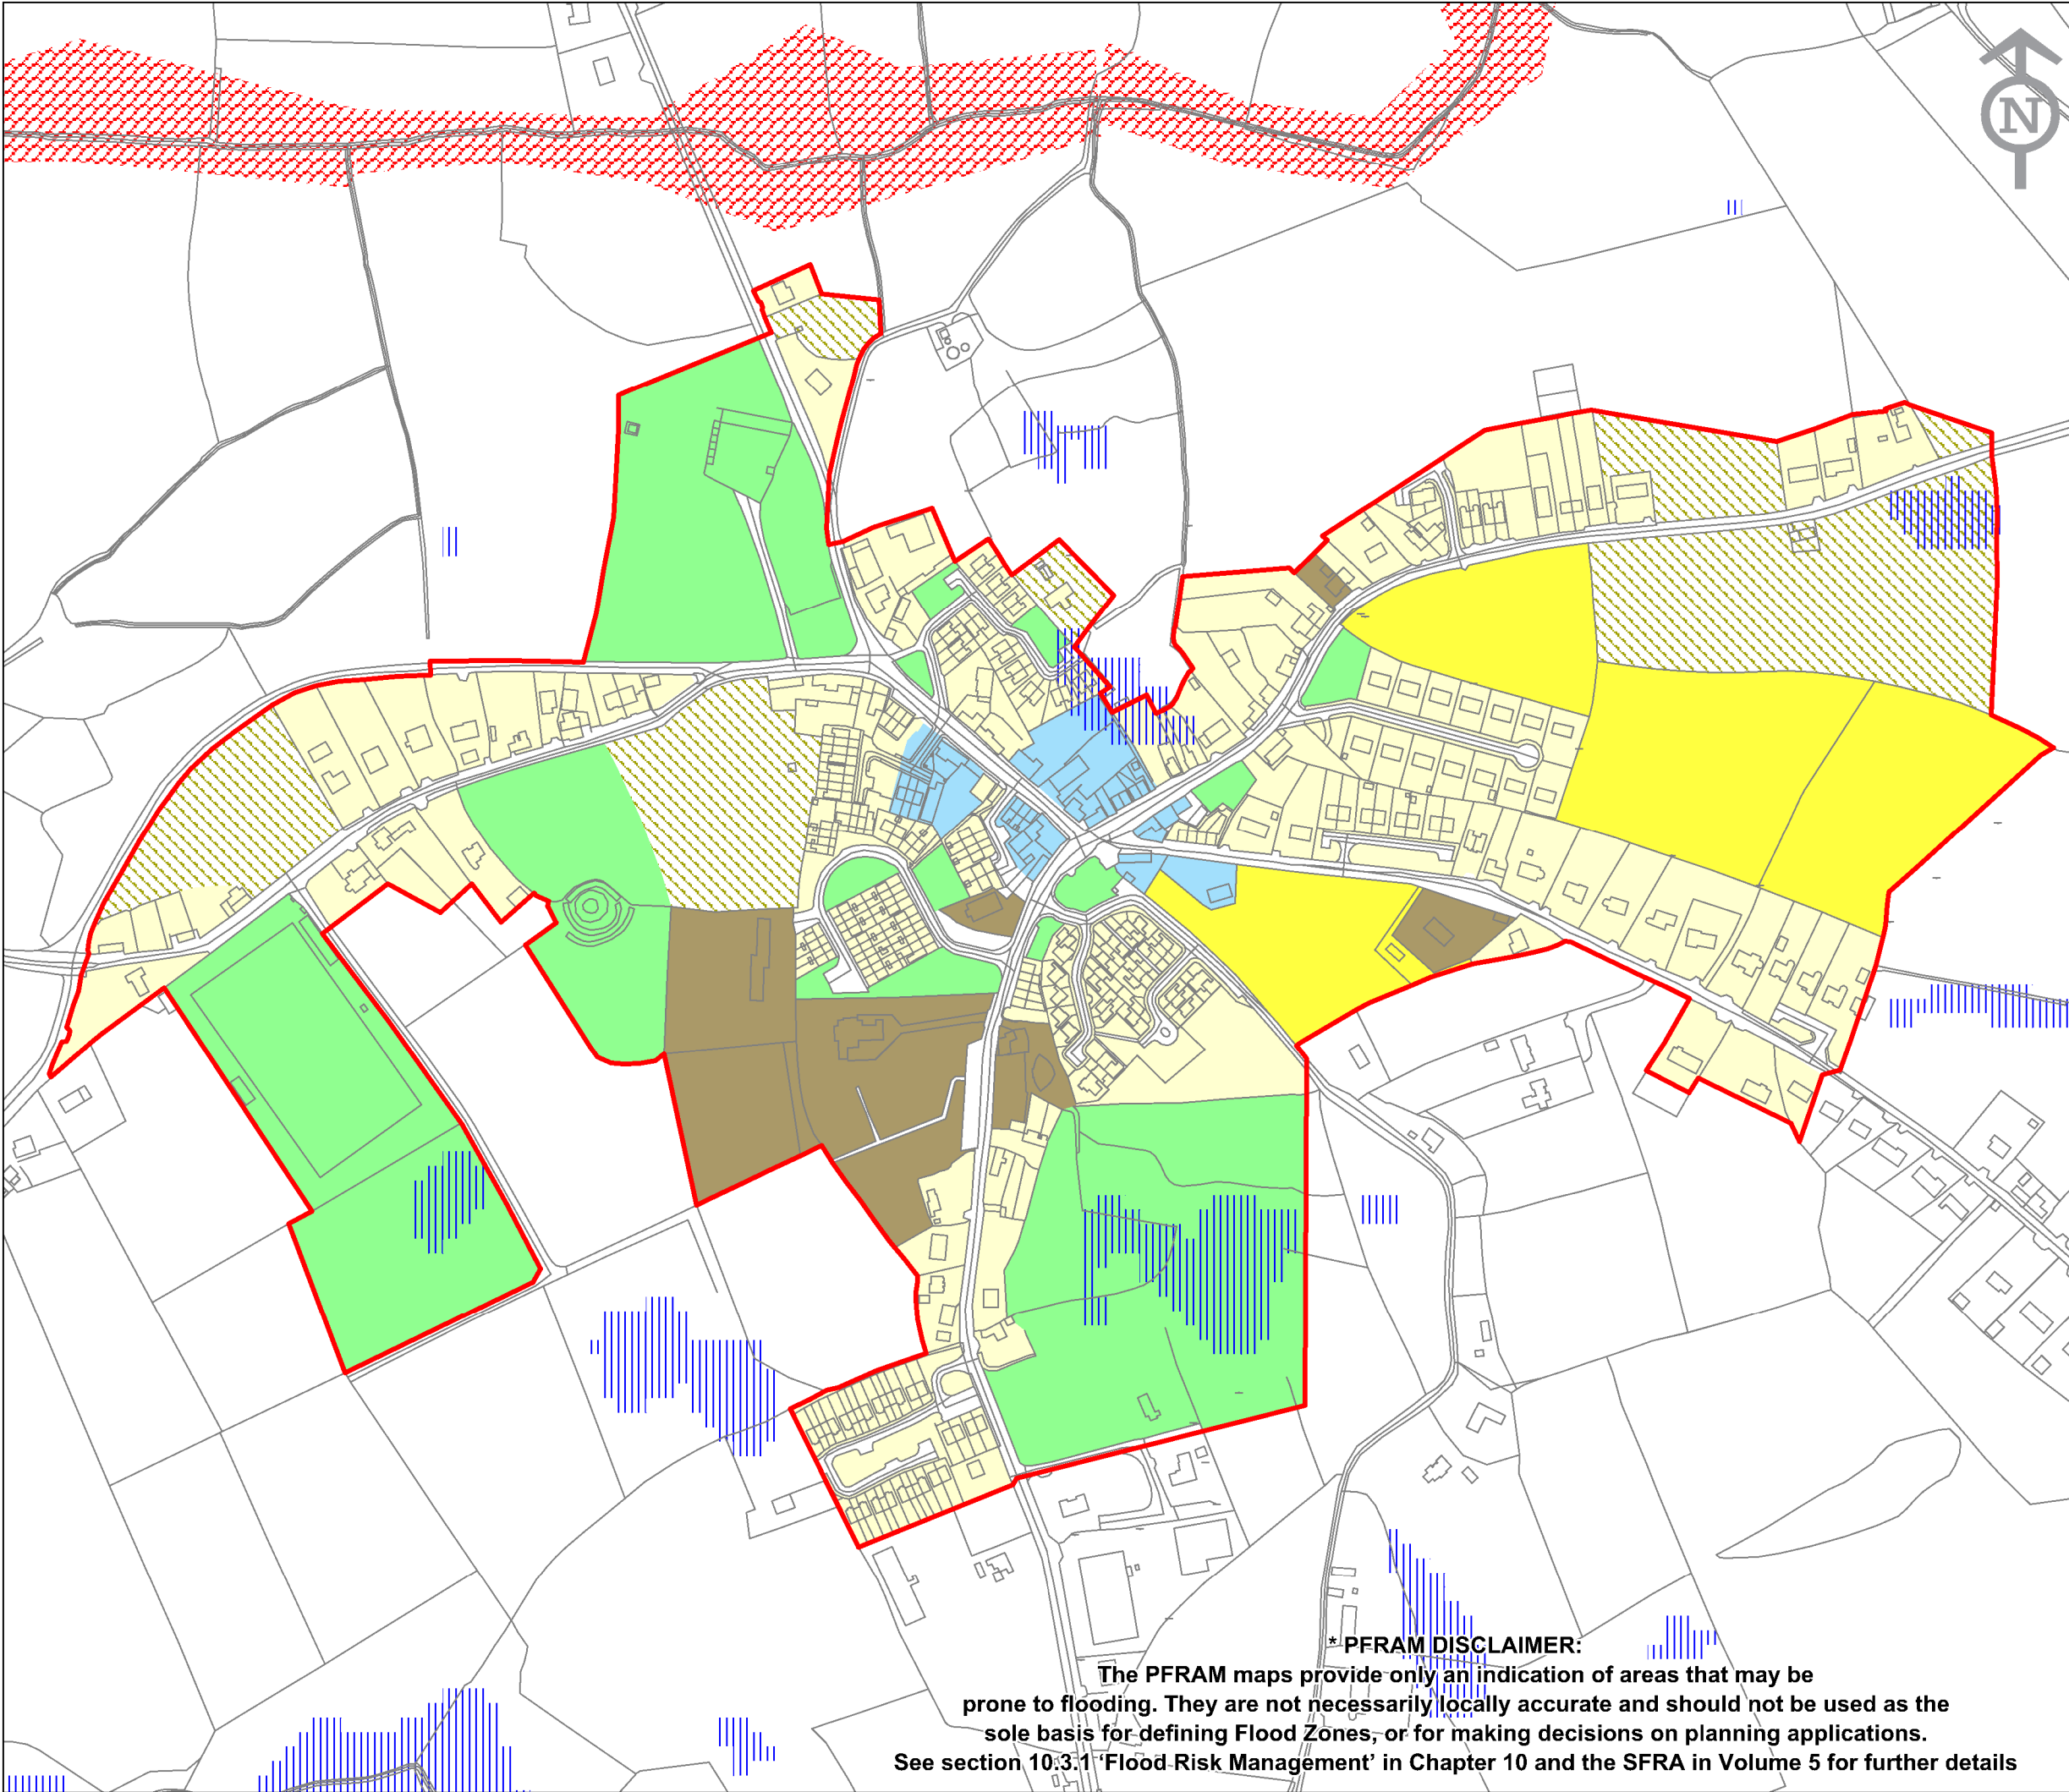 N
* PFRAM DISCLAIMER:
The PFRAM maps provide only an indication of areas that may be
prone to flooding. They are not necessarily locally accurate and should not be used as the
sole basis for defining Flood Zones, or for making decisions on planning applications.
See section 10.3.1 ‘Flood Risk Management’ in Chapter 10 and the SFRA in Volume 5 for further details